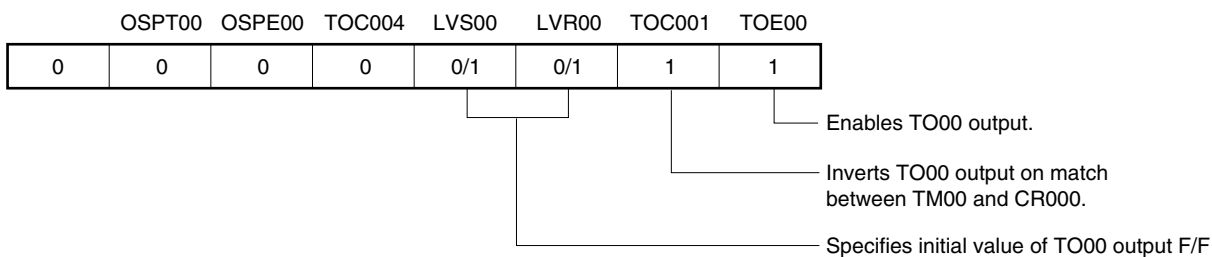 OSPT00 OSPE00 TOC004 LVS00 LVR00 TOC001 TOE00
0 0 0 0 0/1 0/1 1 1
Enables TO00 output.
Inverts TO00 output on match
between TM00 and CR000.
Specifies initial value of TO00 output F/F